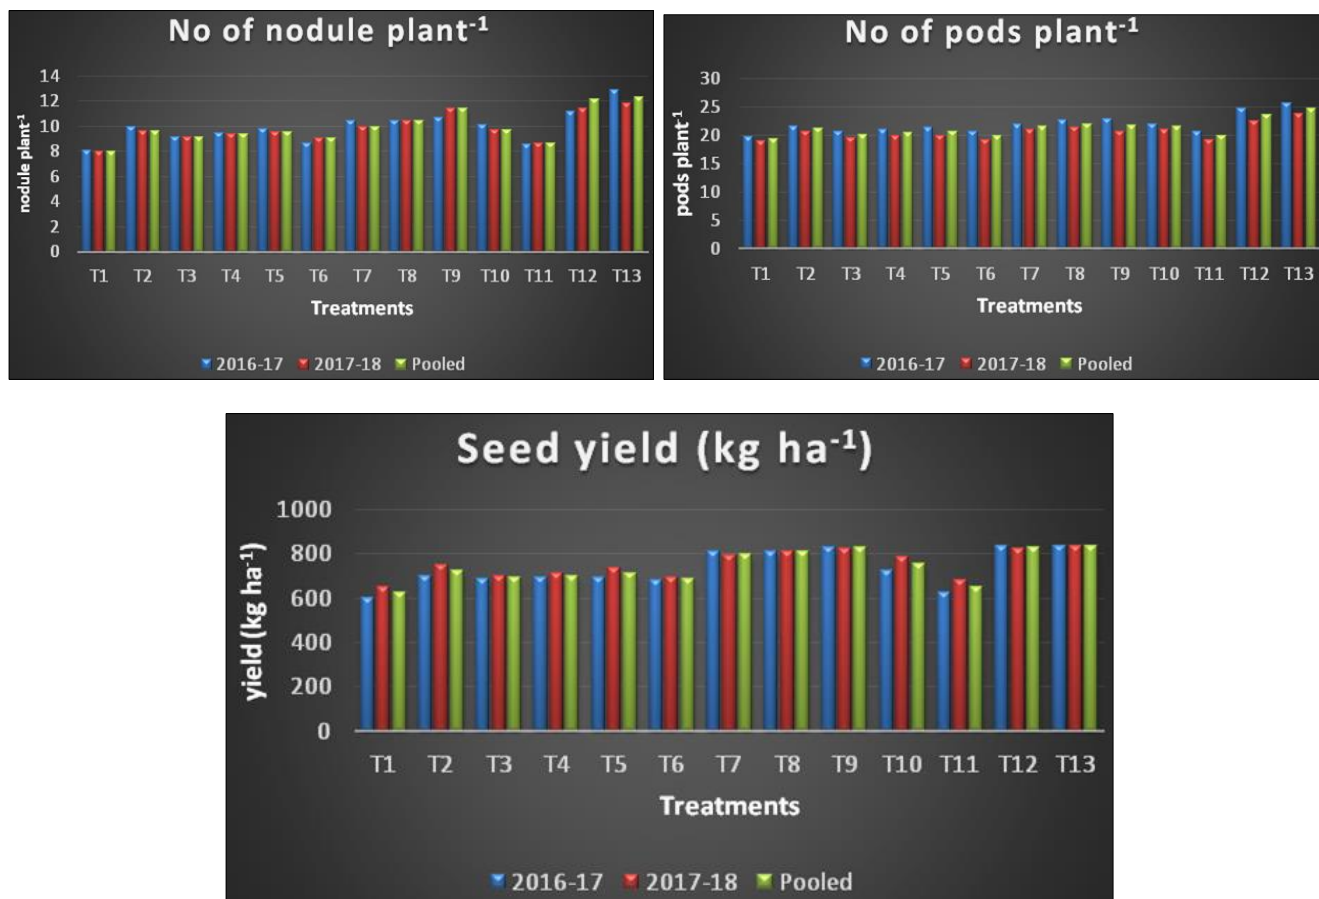 No of nodule plant⁻¹
14
12
10
8
6
4
2
0
nodule plant⁻¹
T1 T2 T3 T4 T5 T6 T7 T8 T9 T10 T11 T12 T13
Treatments
2016-17 2017-18 Pooled
No of pods plant⁻¹
30
25
20
15
10
5
0
pods plant⁻¹
T1 T2 T3 T4 T5 T6 T7 T8 T9 T10 T11 T12 T13
Treatments
2016-17 2017-18 Pooled
Seed yield (kg ha⁻¹)
1000
800
600
400
200
0
yield (kg ha⁻¹)
T1 T2 T3 T4 T5 T6 T7 T8 T9 T10 T11 T12 T13
Treatments
2016-17 2017-18 Pooled